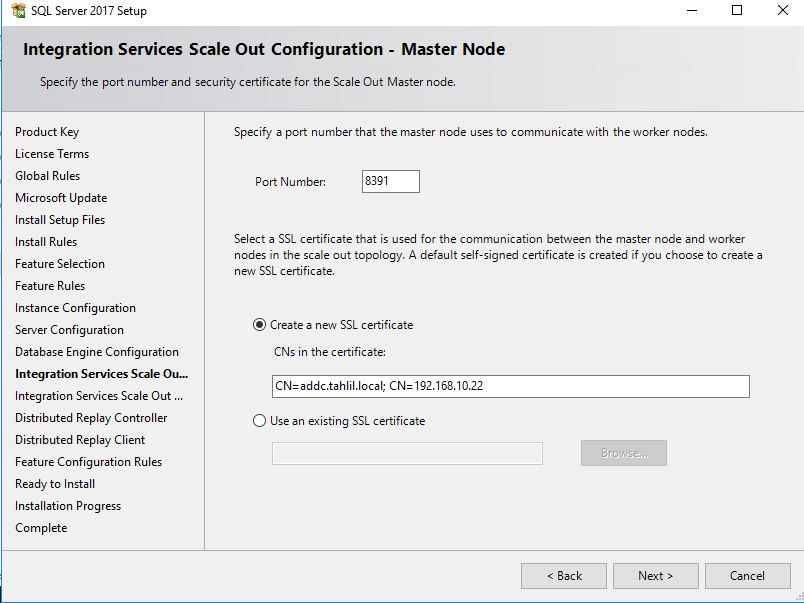 SQL Server 2017 Setup
Integration Services Scale Out Configuration - Master Node
Specify the port number and security certificate for the Scale Out Master node.
Product Key
License Terms
Global Rules
Microsoft Update
Install Setup Files
Install Rules
Feature Selection
Feature Rules
Instance Configuration
Server Configuration
Database Engine Configuration
Integration Services Scale Ou...
Integration Services Scale Out ...
Distributed Replay Controller
Distributed Replay Client
Feature Configuration Rules
Ready to Install
Installation Progress
Complete
Specify a port number that the master node uses to communicate with the worker nodes.
Port Number: 8391
Select a SSL certificate that is used for the communication between the master node and worker
nodes in the scale out topology. A default self-signed certificate is created if you choose to create a
new SSL certificate.
Create a new SSL certificate
CNs in the certificate:
CN=addc.tahlil.local; CN=192.168.10.22
Use an existing SSL certificate
Browse...
< Back Next > Cancel